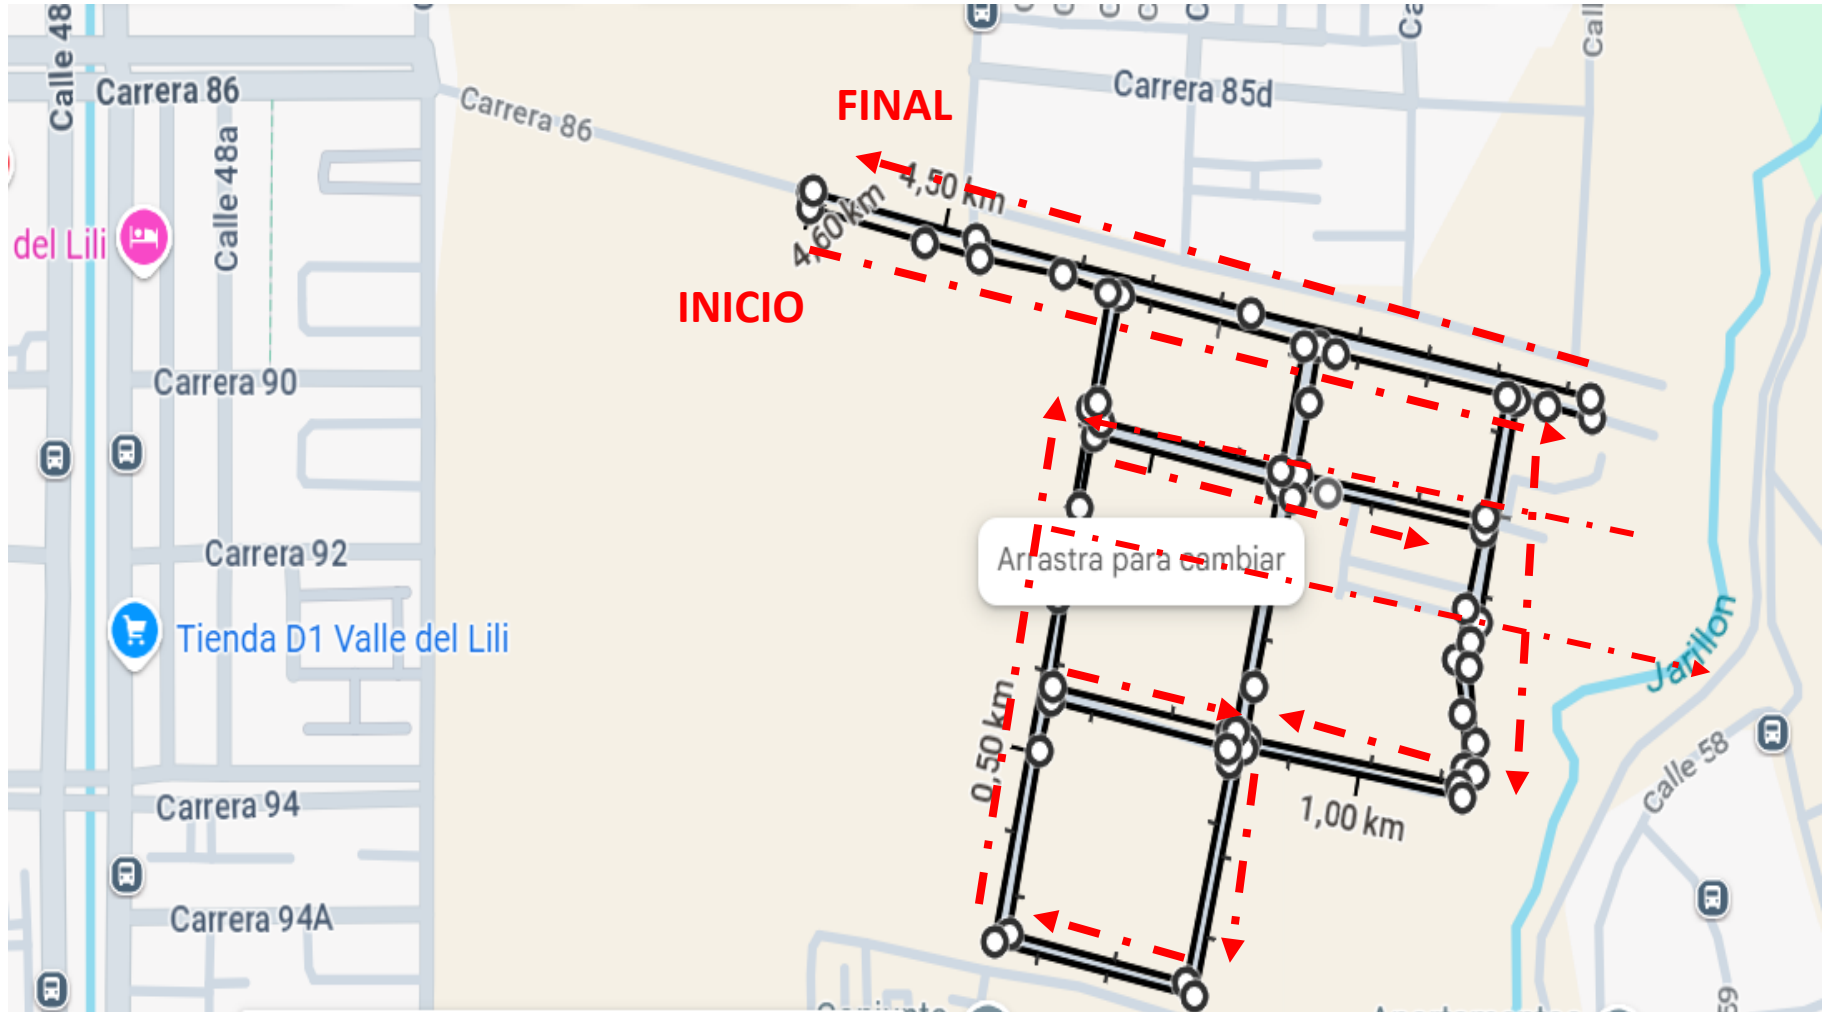 Calle 48
Carrera 86
Calle 48a
Carrera 86
FINAL
Carrera 85d
4,50 km
4,60 km
INICIO
del Lili
Carrera 90
Carrera 92
Arrastra para cambiar
Tienda D1 Valle del Lili
Jarillon
0,50 km
1,00 km
Calle 58
Carrera 94
Carrera 94A